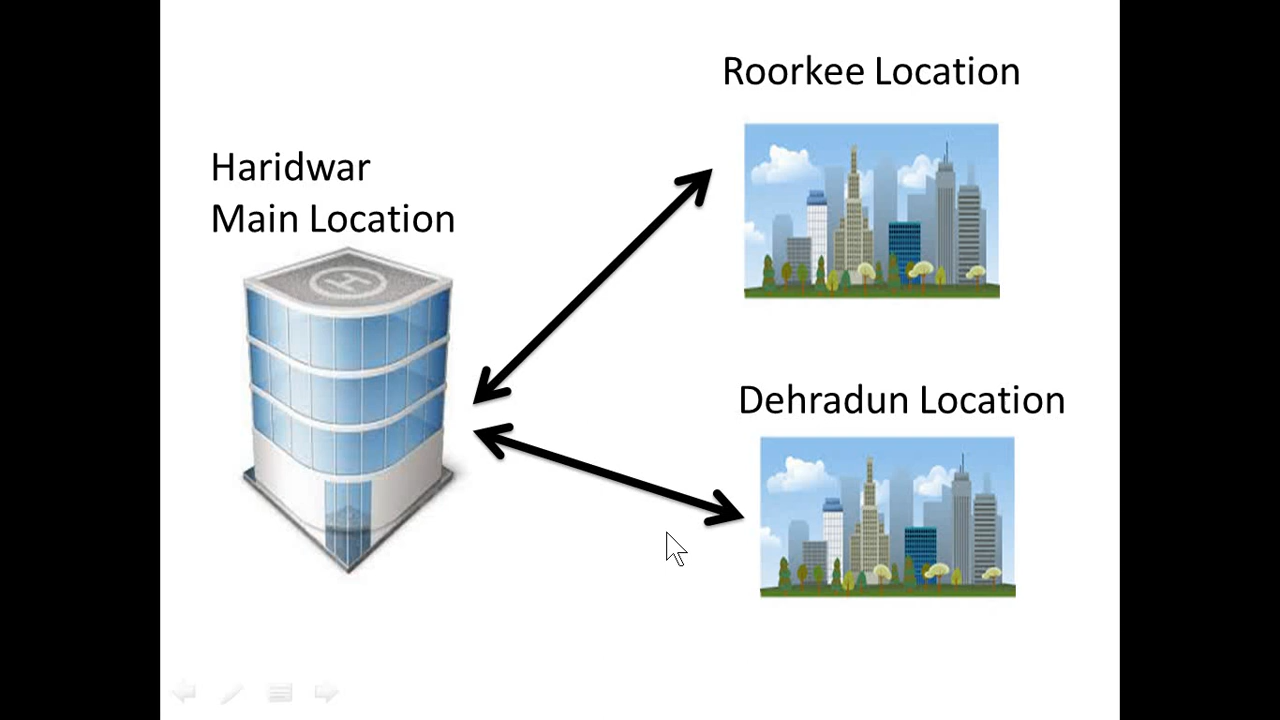 Roorkee Location
Haridwar
Main Location
H
Dehradun Location